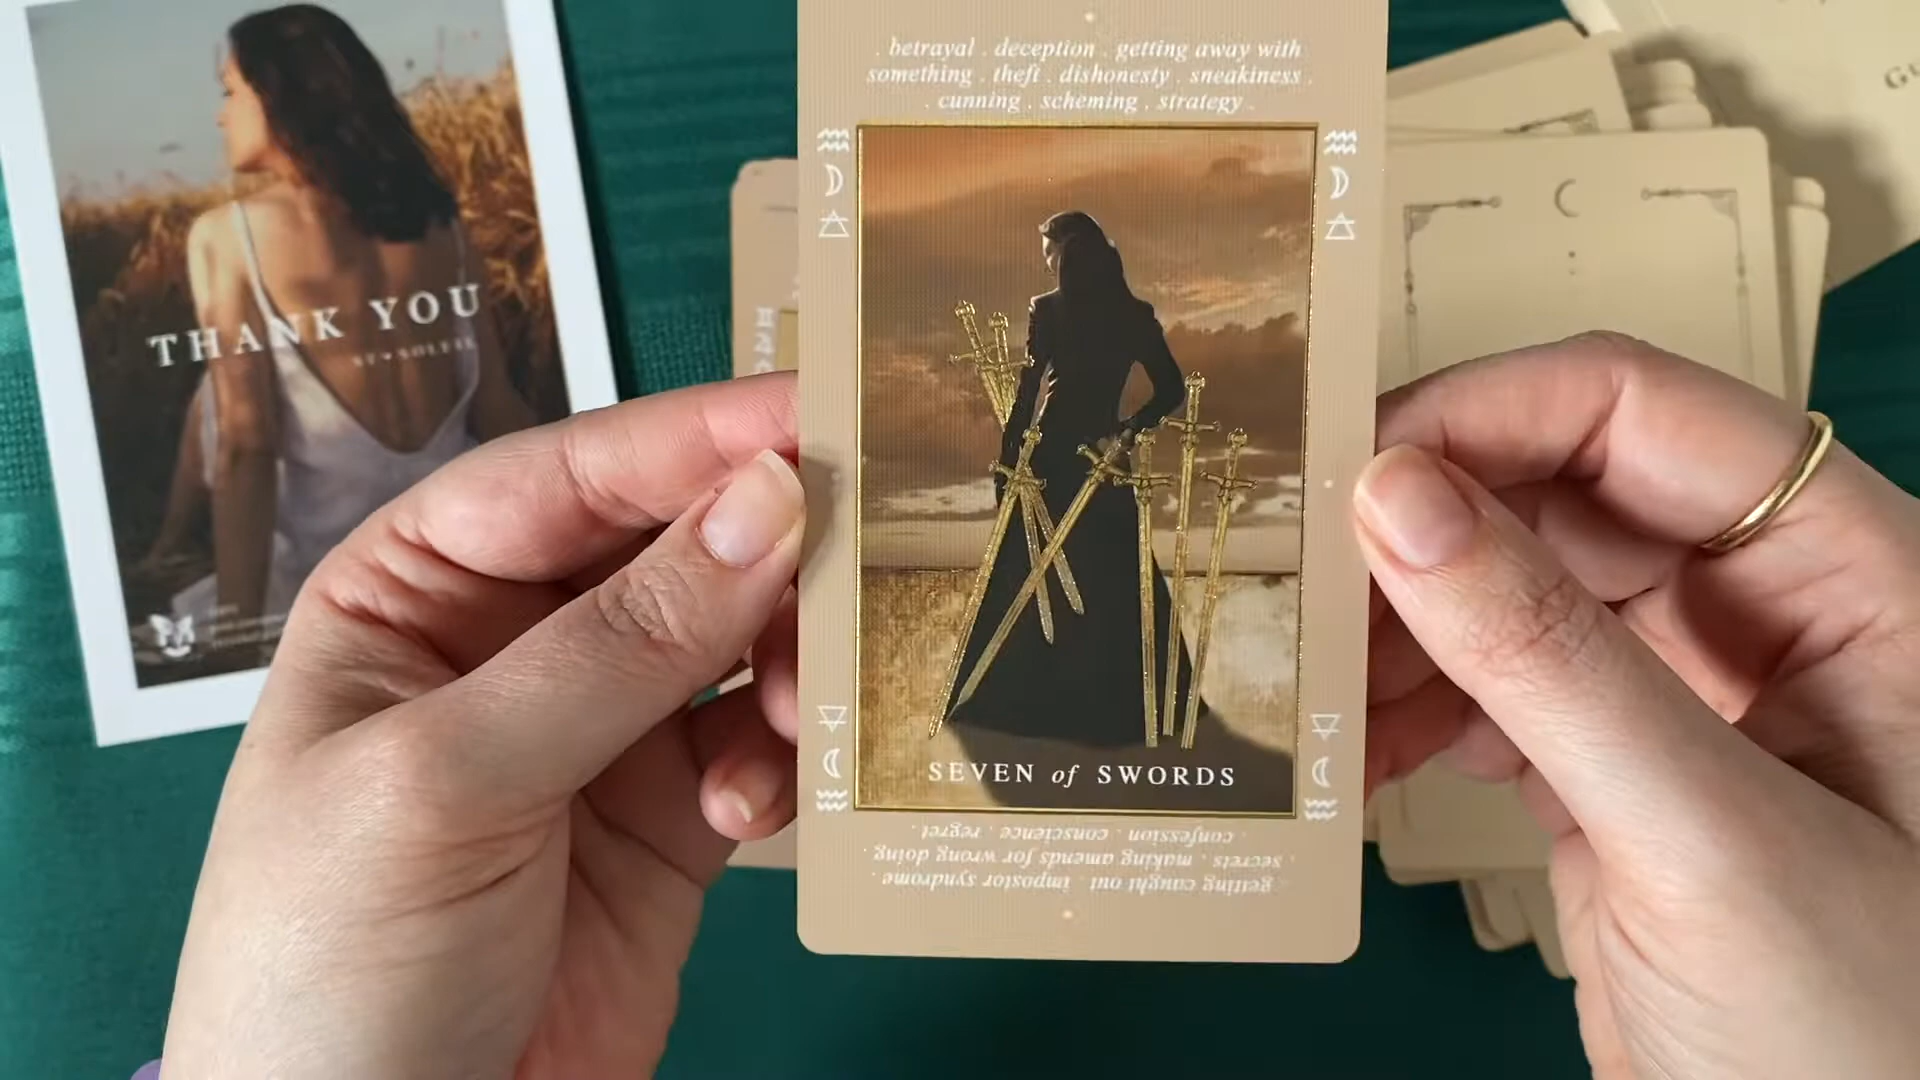 . betrayal . deception . getting away with
something . theft . dishonesty . sneakiness .
. cunning . scheming . strategy .
THANK YOU
SEVEN of SWORDS
getting caught out . impostor syndrome .
secrets . making amends for wrong doing .
. confession . conscience . regret .